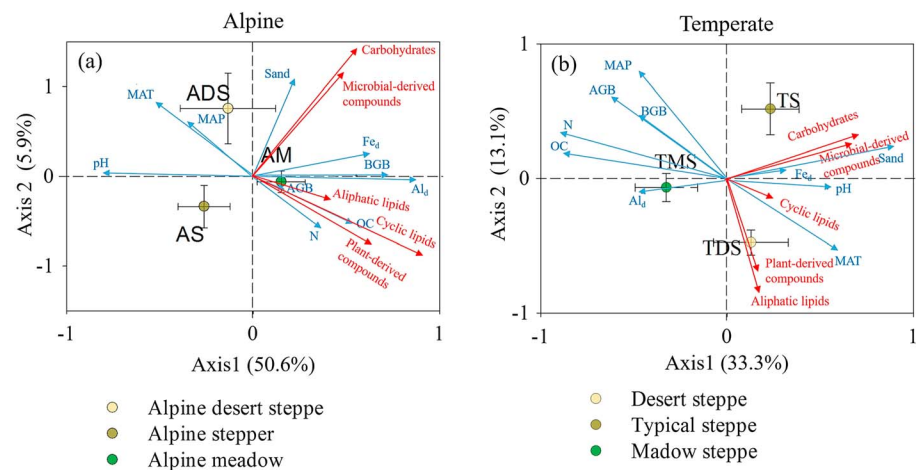 Alpine
(a)
Carbohydrates
Sand
Microbial-derived
compounds
MAT
ADS
MAP
AM
Fed
BGB
pH
AGB
Ald
Aliphatic lipids
AS
N
OC
Cyclic lipids
Plant-derived
compounds
1
0
-1
Axis 2 (5.9%)
-1
0
1
Axis1 (50.6%)
Alpine desert steppe
Alpine stepper
Alpine meadow
Temperate
(b)
MAP
AGB
BGB
TS
N
OC
Carbohydrates
Microbial-derived
compounds
Sand
TMS
Fed
pH
Ald
Cyclic lipids
TDS
MAT
Plant-derived
compounds
Aliphatic lipids
1
0
-1
Axis 2 (13.1%)
-1
0
1
Axis1 (33.3%)
Desert steppe
Typical steppe
Madow steppe